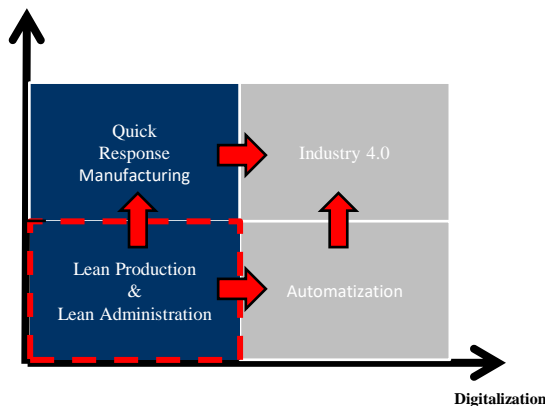 Quick
Response
Manufacturing
Industry 4.0
Lean Production
&
Lean Administration
Automatization
Digitalization